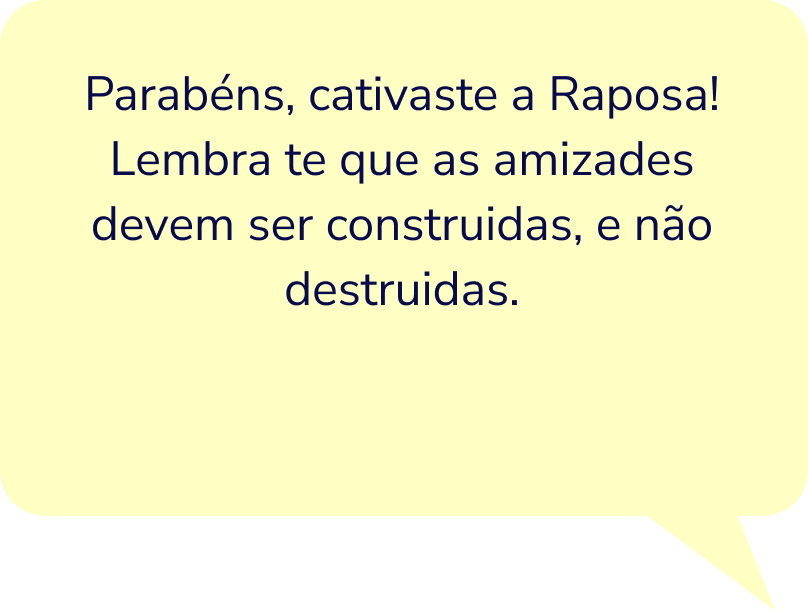 Parabéns, cativaste a Raposa!
Lembra te que as amizades
devem ser construidas, e não
destruidas.